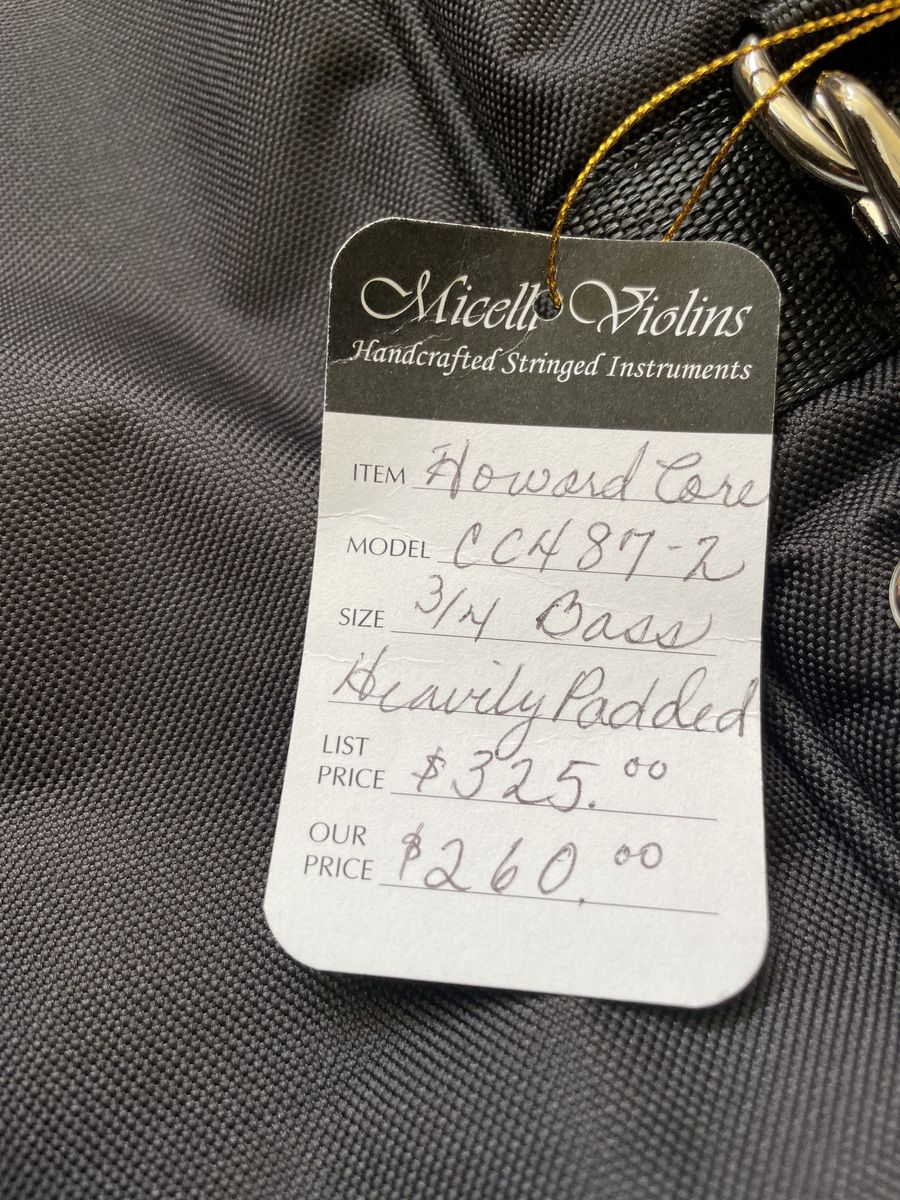 Micelli Violins
Handcrafted Stringed Instruments
ITEM Howard Core
MODEL CC487-2
SIZE 3/4 Bass
Heavily Padded
LIST
PRICE $325.00
OUR
PRICE $260.00